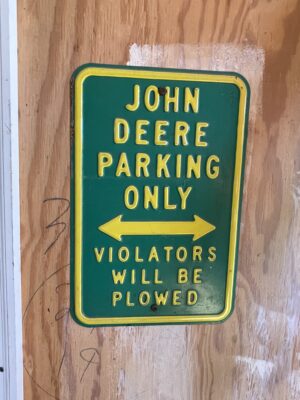 JOHN
DEERE
PARKING
ONLY
VIOLATORS
WILL BE
PLOWED